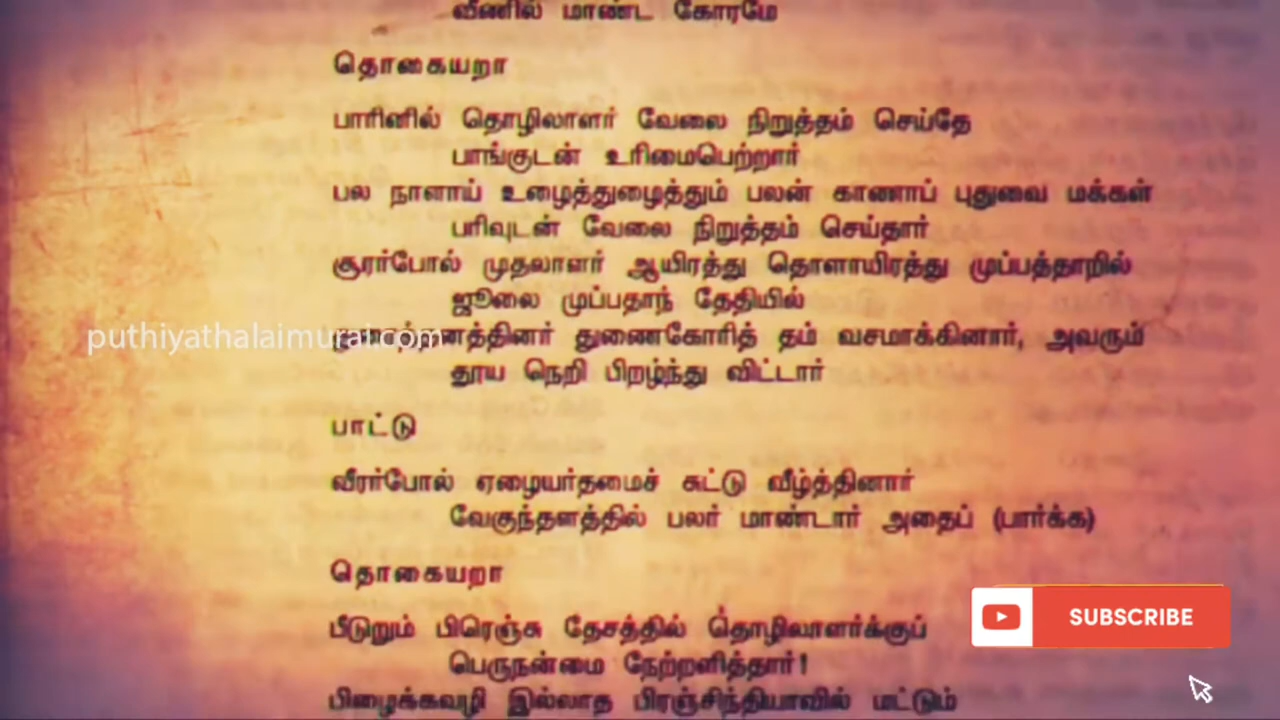 வீணில் மாண்ட கோரமே
தொகையறா
பாரினில் தொழிலாளர் வேலை நிறுத்தம் செய்தே
பாங்குடன் உரிமைபெற்றார்
பல நாளாய் உழைத்துழைத்தும் பலன் காணாப் புதுவை மக்கள்
பரிவுடன் வேலை நிறுத்தம் செய்தார்
சூரர்போல் முதலாளர் ஆயிரத்து தொளாயிரத்து முப்பத்தாறில்
ஜூலை முப்பதாந் தேதியில்
puthiyathalaimurai.com
துணைகோரித் தம் வசமாக்கினார், அவரும்
தூய நெறி பிறழ்ந்து விட்டார்
பாட்டு
வீரர்போல் ஏழையர்தமைச் சுட்டு வீழ்த்தினார்
வேகுந்தளத்தில் பலர் மாண்டார் அதைப் (பார்க்க)
தொகையறா
பீடுறும் பிரெஞ்சு தேசத்தில் தொழிலாளர்க்குப்
பெருநன்மை நேற்றளித்தார்!
பிழைக்கவழி இல்லாத பிரஞ்சிந்தியாவில் மட்டும்
SUBSCRIBE